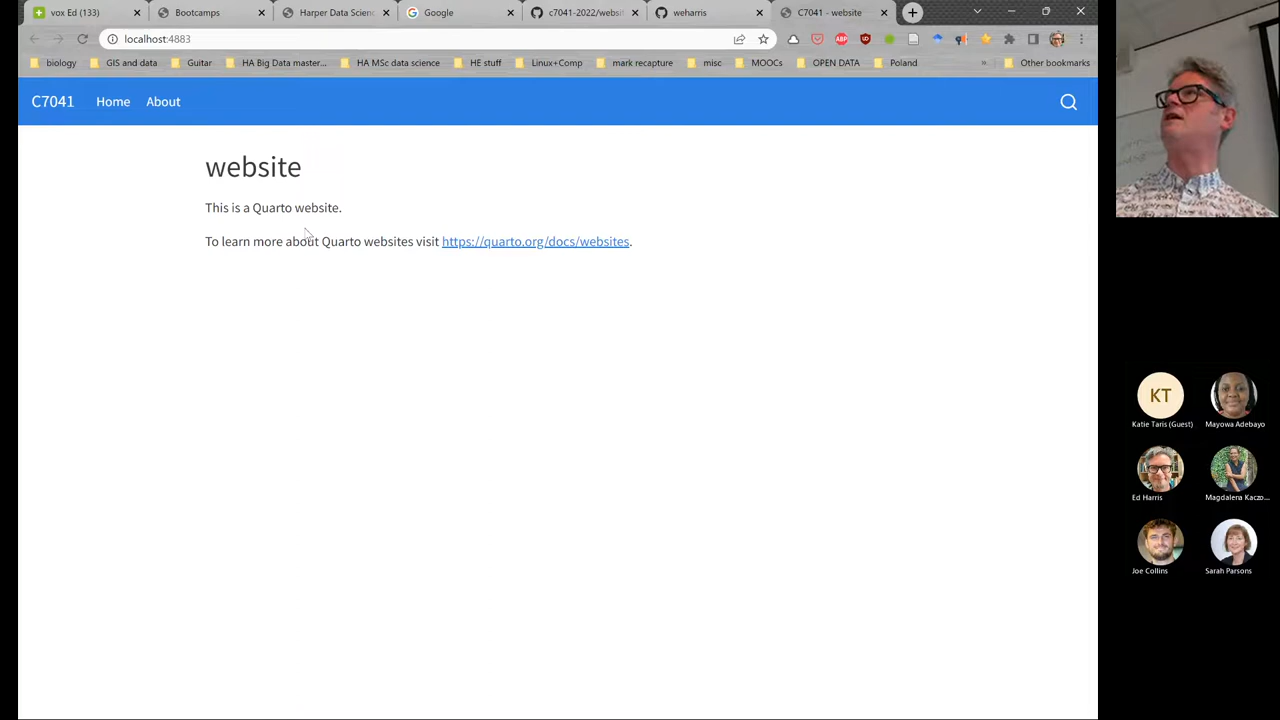 vox Ed (133)
Bootcamps
Harper Data Scienc
Google
c7041-2022/websit
weharris
C7041 - website
localhost:4883
biology
GIS and data
Guitar
HA Big Data master...
HA MSc data science
HE stuff
Linux+Comp
mark recapture
misc
MOOCs
OPEN DATA
Poland
»
Other bookmarks
C7041 Home About
website
This is a Quarto website.
To learn more about Quarto websites visit https://quarto.org/docs/websites.
KT
Katie Taris (Guest)
Mayowa Adebayo
Ed Harris
Magdalena Kaczo...
Joe Collins
Sarah Parsons